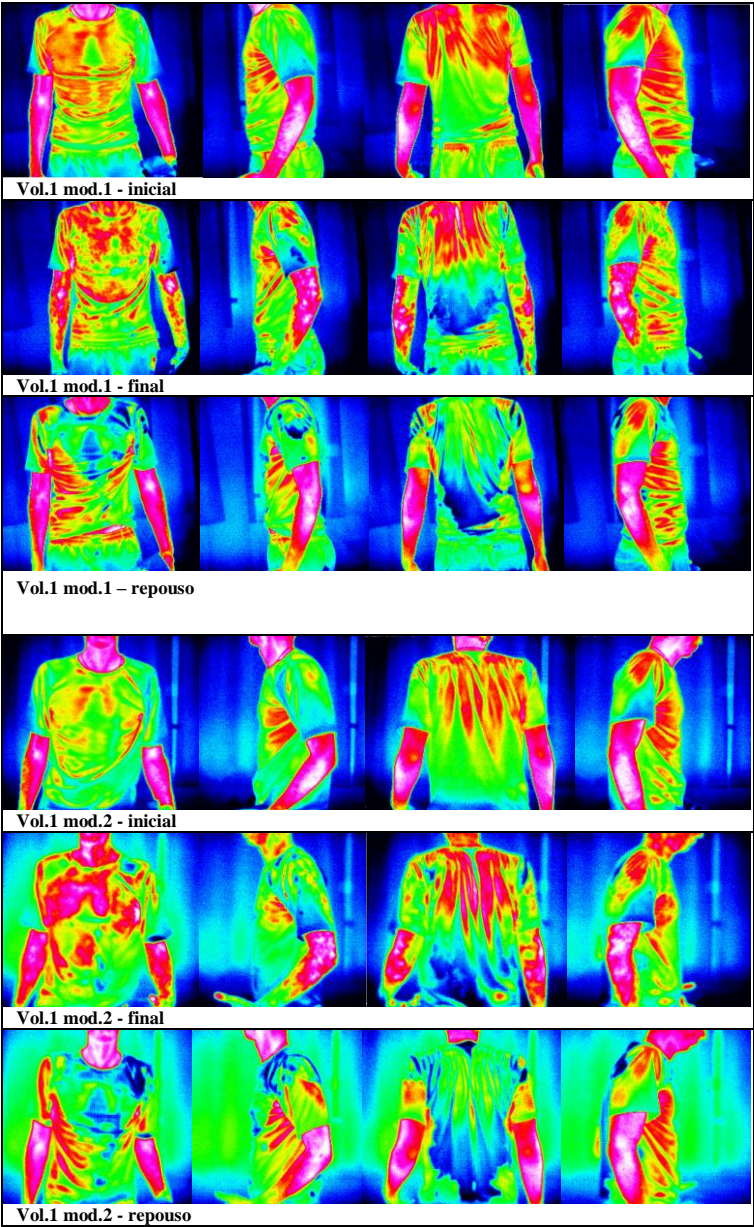 Vol.1 mod.1 - inicial
Vol.1 mod.1 - final
Vol.1 mod.1 – repouso
Vol.1 mod.2 - inicial
Vol.1 mod.2 - final
Vol.1 mod.2 - repouso